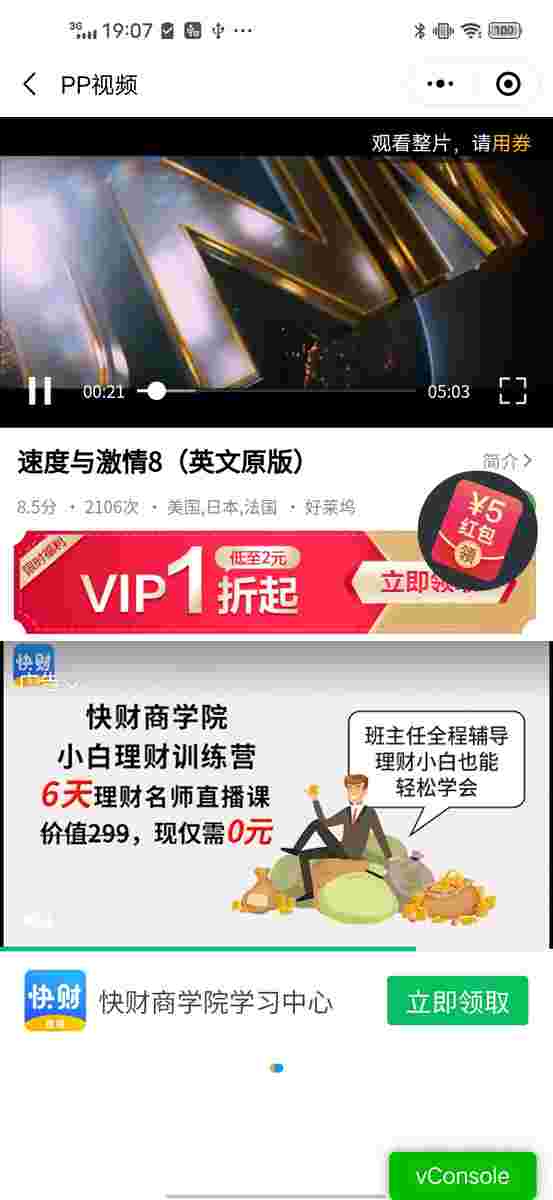 3G 19:07 100
PP视频
观看整片，请用券
00:21 05:03
速度与激情8（英文原版）
简介
8.5分 · 2106次 · 美国,日本,法国 · 好莱坞
¥5
红包
领
限时福利
VIP1折起
低至2元
立即领
快财
广告
快财商学院
小白理财训练营
6天理财名师直播课
价值299，现仅需0元
班主任全程辅导
理财小白也能
轻松学会
快财
快财商学院学习中心
立即领取
vConsole